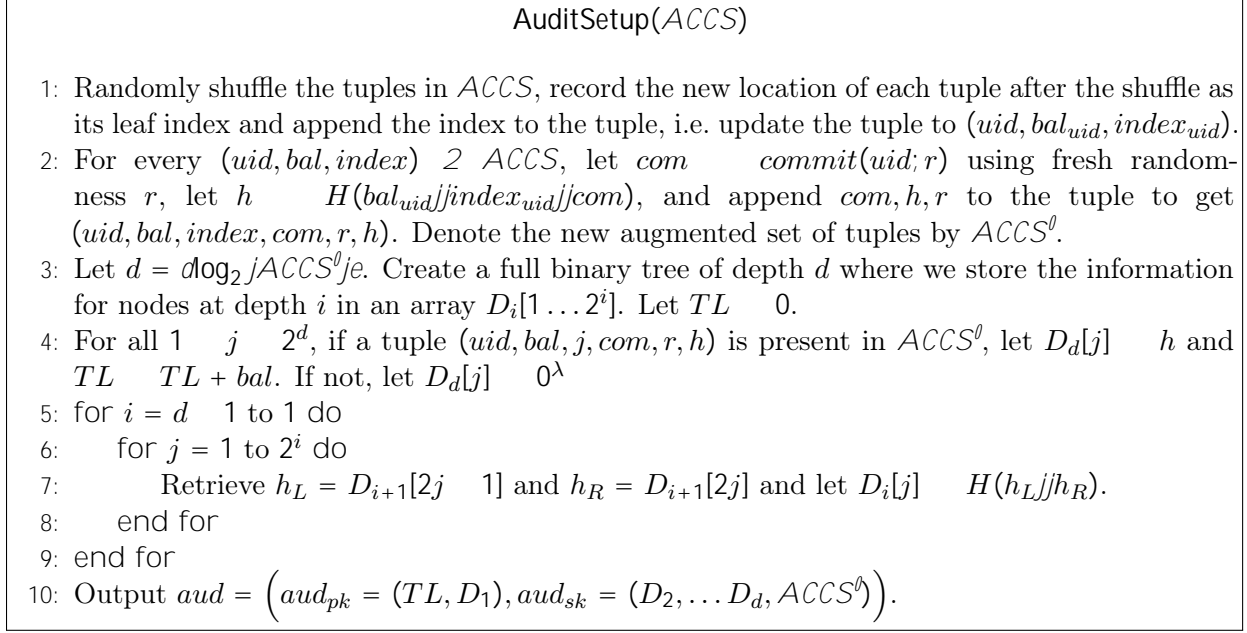 AuditSetup(ACCS)
1: Randomly shuffle the tuples in ACCS, record the new location of each tuple after the shuffle as
its leaf index and append the index to the tuple, i.e. update the tuple to (uid, bal_uid, index_uid).
2: For every (uid, bal, index) 2 ACCS, let com commit(uid; r) using fresh random-
ness r, let h H(bal_uid jj index_uid jj com), and append com, h, r to the tuple to get
(uid, bal, index, com, r, h). Denote the new augmented set of tuples by ACCS^0.
3: Let d = dlog_2 jACCS^0je. Create a full binary tree of depth d where we store the information
for nodes at depth i in an array D_i[1 . . . 2^i]. Let TL 0.
4: For all 1 j 2^d, if a tuple (uid, bal, j, com, r, h) is present in ACCS^0, let D_d[j] h and
TL TL + bal. If not, let D_d[j] 0^λ
5: for i = d 1 to 1 do
6: for j = 1 to 2^i do
7: Retrieve h_L = D_{i+1}[2j 1] and h_R = D_{i+1}[2j] and let D_i[j] H(h_L jj h_R).
8: end for
9: end for
10: Output aud = (aud_pk = (TL, D_1), aud_sk = (D_2, . . . D_d, ACCS^0)).